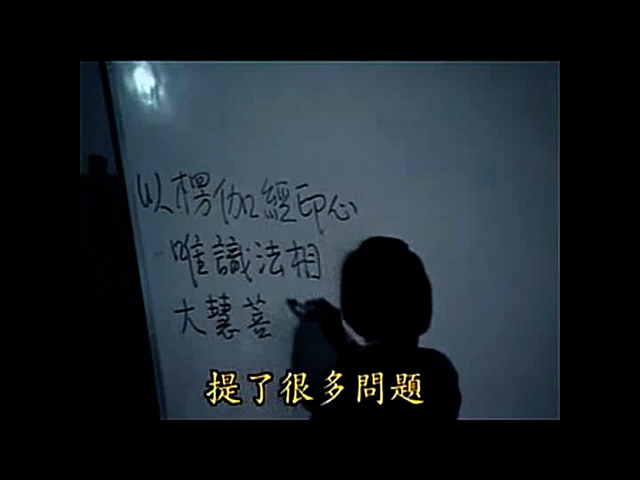 以楞伽經印心
唯識法相
大慧菩
提了很多問題